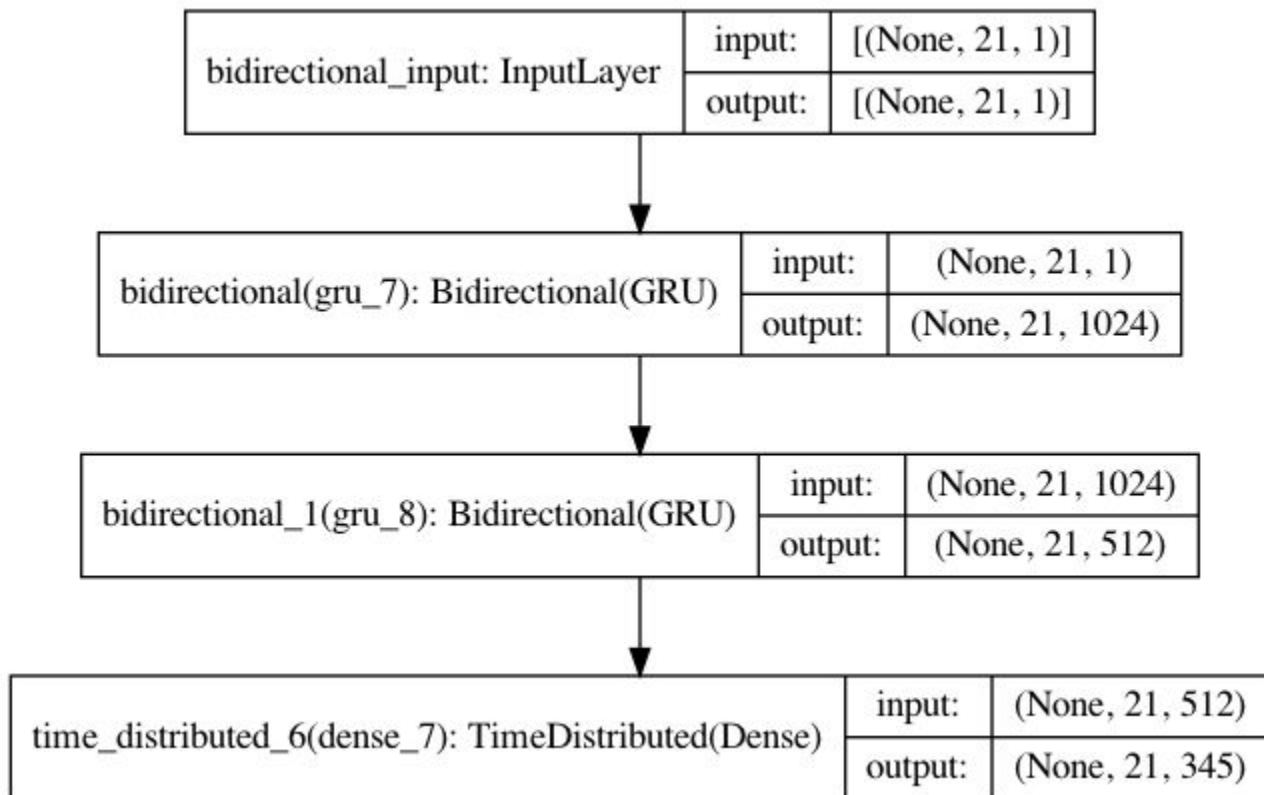 bidirectional_input: InputLayer
input: [(None, 21, 1)]
output: [(None, 21, 1)]
bidirectional(gru_7): Bidirectional(GRU)
input: (None, 21, 1)
output: (None, 21, 1024)
bidirectional_1(gru_8): Bidirectional(GRU)
input: (None, 21, 1024)
output: (None, 21, 512)
time_distributed_6(dense_7): TimeDistributed(Dense)
input: (None, 21, 512)
output: (None, 21, 345)